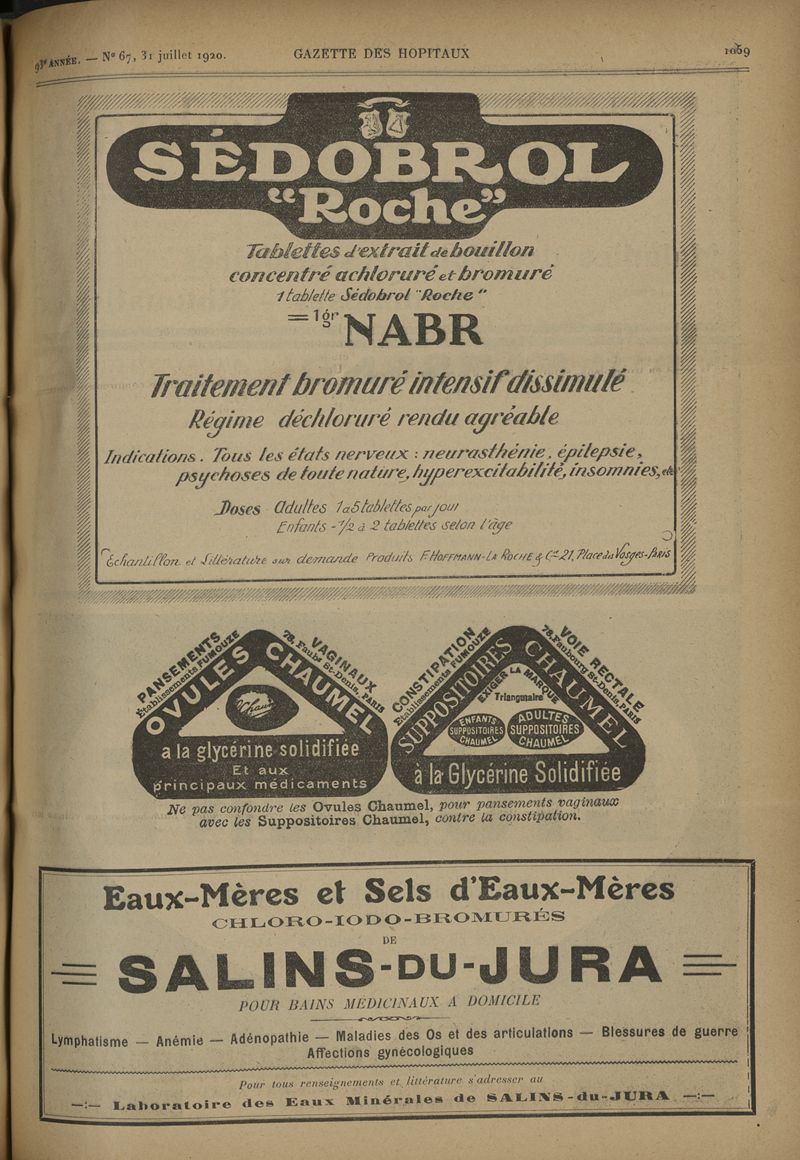 93e ANNÉE. — No 67, 31 juillet 1920. GAZETTE DES HOPITAUX 1059
SÉDOBROL
"Roche"
Tablettes d'extrait de bouillon
concentré achloruré et bromuré
1 tablette Sédobrol "Roche"
= 1gr NABR
Traitement bromuré intensif dissimulé
Régime déchloruré rendu agréable
Indications. Tous les états nerveux : neurasthénie, épilepsie,
psychoses de toute nature, hyperexcitabilité, insomnies, etc
Doses Adultes 1 à 5 tablettes par jour
Enfants - 1/2 à 2 tablettes selon l'âge
Échantillon et Littérature sur demande Produits F. HOFFMANN-LA ROCHE & Cie 21, Place des Vosges-PARIS
PANSEMENTS VAGINAUX
Établissements FUMOUZE 78, Faubg St-Denis, PARIS
OVULES CHAUMEL
Chaumel
a la glycérine solidifiée
Et aux
principaux médicaments
CONSTIPATION VOIE RECTALE
Établissements FUMOUZE 78, Faubourg St-Denis, PARIS
SUPPOSITOIRES CHAUMEL
EXIGER LA MARQUE
Triangulaire
ENFANTS
SUPPOSITOIRES
CHAUMEL
ADULTES
SUPPOSITOIRES
CHAUMEL
à la Glycérine Solidifiée
Ne pas confondre les Ovules Chaumel, pour pansements vaginaux
avec les Suppositoires Chaumel, contre la constipation.
Eaux-Mères et Sels d'Eaux-Mères
CHLORO-IODO-BROMURÉS
DE
SALINS-DU-JURA
POUR BAINS MÉDICINAUX A DOMICILE
Lymphatisme — Anémie — Adénopathie — Maladies des Os et des articulations — Blessures de guerre
Affections gynécologiques
Pour tous renseignements et littérature s'adresser au
—:— Laboratoire des Eaux Minérales de SALINS-du-JURA —:—